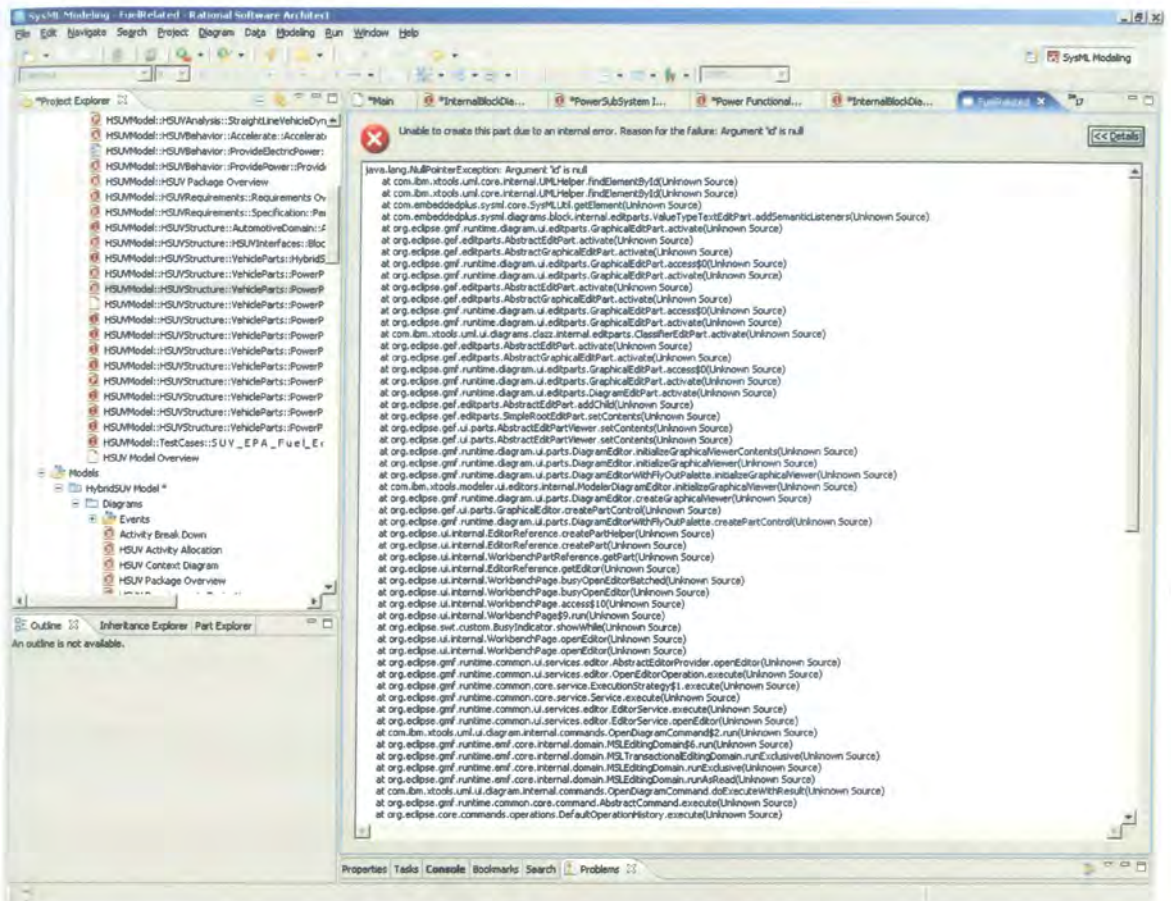 SysML Modeling - FuelRelated - Rational Software Architect
File Edit Navigate Search Project Diagram Data Modeling Run Window Help
SysML Modeling
*Project Explorer
*Main
*InternalBlockDia...
*PowerSubSystem I...
*Power Functional...
*InternalBlockDia...
FuelRelated
»17
HSUVModel::HSUVAnalysis::StraightLineVehicleDyn
HSUVModel::HSUVBehavior::Accelerate::Accelerati
HSUVModel::HSUVBehavior::ProvideElectricPower:
HSUVModel::HSUVBehavior::ProvidePower::Provid
HSUVModel::HSUV Package Overview
HSUVModel::HSUVRequirements::Requirements Ov
HSUVModel::HSUVRequirements::Specification::Per
HSUVModel::HSUVStructure::AutomotiveDomain::A
HSUVModel::HSUVStructure::HSUVInterfaces::Bloc
HSUVModel::HSUVStructure::VehicleParts::HybridS
HSUVModel::HSUVStructure::VehicleParts::PowerP
HSUVModel::HSUVStructure::VehicleParts::PowerP
HSUVModel::HSUVStructure::VehicleParts::PowerP
HSUVModel::HSUVStructure::VehicleParts::PowerP
HSUVModel::HSUVStructure::VehicleParts::PowerP
HSUVModel::HSUVStructure::VehicleParts::PowerP
HSUVModel::HSUVStructure::VehicleParts::PowerP
HSUVModel::HSUVStructure::VehicleParts::PowerP
HSUVModel::HSUVStructure::VehicleParts::PowerP
HSUVModel::TestCases::SUV_EPA_Fuel_Er
HSUV Model Overview
Models
HybridSUV Model *
Diagrams
Events
Activity Break Down
HSUV Activity Allocation
HSUV Context Diagram
HSUV Package Overview
Outline
Inheritance Explorer
Part Explorer
An outline is not available.
Unable to create this part due to an internal error. Reason for the failure: Argument 'id' is null
<< Details
java.lang.NullPointerException: Argument 'id' is null
at com.ibm.xtools.uml.core.internal.UMLHelper.findElementById(Unknown Source)
at com.ibm.xtools.uml.core.internal.UMLHelper.findElementById(Unknown Source)
at com.embeddedplus.sysml.core.SysMLUtil.getElement(Unknown Source)
at com.embeddedplus.sysml.diagrams.block.internal.editparts.ValueTypeTextEditPart.addSemanticListeners(Unknown Source)
at org.eclipse.gmf.runtime.diagram.ui.editparts.GraphicalEditPart.activate(Unknown Source)
at org.eclipse.gef.editparts.AbstractEditPart.activate(Unknown Source)
at org.eclipse.gef.editparts.AbstractGraphicalEditPart.activate(Unknown Source)
at org.eclipse.gmf.runtime.diagram.ui.editparts.GraphicalEditPart.access$0(Unknown Source)
at org.eclipse.gmf.runtime.diagram.ui.editparts.GraphicalEditPart.activate(Unknown Source)
at org.eclipse.gef.editparts.AbstractEditPart.activate(Unknown Source)
at org.eclipse.gef.editparts.AbstractGraphicalEditPart.activate(Unknown Source)
at org.eclipse.gmf.runtime.diagram.ui.editparts.GraphicalEditPart.access$0(Unknown Source)
at org.eclipse.gmf.runtime.diagram.ui.editparts.GraphicalEditPart.activate(Unknown Source)
at com.ibm.xtools.uml.ui.diagrams.clazz.internal.editparts.ClassifierEditPart.activate(Unknown Source)
at org.eclipse.gef.editparts.AbstractEditPart.activate(Unknown Source)
at org.eclipse.gef.editparts.AbstractGraphicalEditPart.activate(Unknown Source)
at org.eclipse.gmf.runtime.diagram.ui.editparts.GraphicalEditPart.access$0(Unknown Source)
at org.eclipse.gmf.runtime.diagram.ui.editparts.GraphicalEditPart.activate(Unknown Source)
at org.eclipse.gmf.runtime.diagram.ui.editparts.DiagramEditPart.activate(Unknown Source)
at org.eclipse.gef.editparts.AbstractEditPart.addChild(Unknown Source)
at org.eclipse.gef.editparts.SimpleRootEditPart.setContents(Unknown Source)
at org.eclipse.gef.ui.parts.AbstractEditPartViewer.setContents(Unknown Source)
at org.eclipse.gef.ui.parts.AbstractEditPartViewer.setContents(Unknown Source)
at org.eclipse.gmf.runtime.diagram.ui.parts.DiagramEditor.initializeGraphicalViewerContents(Unknown Source)
at org.eclipse.gmf.runtime.diagram.ui.parts.DiagramEditor.initializeGraphicalViewer(Unknown Source)
at org.eclipse.gmf.runtime.diagram.ui.parts.DiagramEditorWithFlyOutPalette.initializeGraphicalViewer(Unknown Source)
at com.ibm.xtools.modeler.ui.editors.internal.ModelerDiagramEditor.initializeGraphicalViewer(Unknown Source)
at org.eclipse.gmf.runtime.diagram.ui.parts.DiagramEditor.createGraphicalViewer(Unknown Source)
at org.eclipse.gef.ui.parts.GraphicalEditor.createPartControl(Unknown Source)
at org.eclipse.gmf.runtime.diagram.ui.parts.DiagramEditorWithFlyOutPalette.createPartControl(Unknown Source)
at org.eclipse.ui.internal.EditorReference.createPartHelper(Unknown Source)
at org.eclipse.ui.internal.EditorReference.createPart(Unknown Source)
at org.eclipse.ui.internal.WorkbenchPartReference.getPart(Unknown Source)
at org.eclipse.ui.internal.EditorReference.getEditor(Unknown Source)
at org.eclipse.ui.internal.WorkbenchPage.busyOpenEditorBatched(Unknown Source)
at org.eclipse.ui.internal.WorkbenchPage.busyOpenEditor(Unknown Source)
at org.eclipse.ui.internal.WorkbenchPage.access$10(Unknown Source)
at org.eclipse.ui.internal.WorkbenchPage$9.run(Unknown Source)
at org.eclipse.swt.custom.BusyIndicator.showWhile(Unknown Source)
at org.eclipse.ui.internal.WorkbenchPage.openEditor(Unknown Source)
at org.eclipse.ui.internal.WorkbenchPage.openEditor(Unknown Source)
at org.eclipse.gmf.runtime.common.ui.services.editor.AbstractEditorProvider.openEditor(Unknown Source)
at org.eclipse.gmf.runtime.common.ui.services.editor.OpenEditorOperation.execute(Unknown Source)
at org.eclipse.gmf.runtime.common.core.service.ExecutionStrategy$1.execute(Unknown Source)
at org.eclipse.gmf.runtime.common.core.service.Service.execute(Unknown Source)
at org.eclipse.gmf.runtime.common.ui.services.editor.EditorService.execute(Unknown Source)
at org.eclipse.gmf.runtime.common.ui.services.editor.EditorService.openEditor(Unknown Source)
at com.ibm.xtools.uml.ui.diagram.internal.commands.OpenDiagramCommand$2.run(Unknown Source)
at org.eclipse.gmf.runtime.emf.core.internal.domain.MSLEditingDomain$6.run(Unknown Source)
at org.eclipse.gmf.runtime.emf.core.internal.domain.MSLTransactionalEditingDomain.runExclusive(Unknown Source)
at org.eclipse.gmf.runtime.emf.core.internal.domain.MSLEditingDomain.runExclusive(Unknown Source)
at org.eclipse.gmf.runtime.emf.core.internal.domain.MSLEditingDomain.runAsRead(Unknown Source)
at com.ibm.xtools.uml.ui.diagram.internal.commands.OpenDiagramCommand.doExecuteWithResult(Unknown Source)
at org.eclipse.gmf.runtime.common.core.command.AbstractCommand.execute(Unknown Source)
at org.eclipse.core.commands.operations.DefaultOperationHistory.execute(Unknown Source)
Properties Tasks Console Bookmarks Search Problems